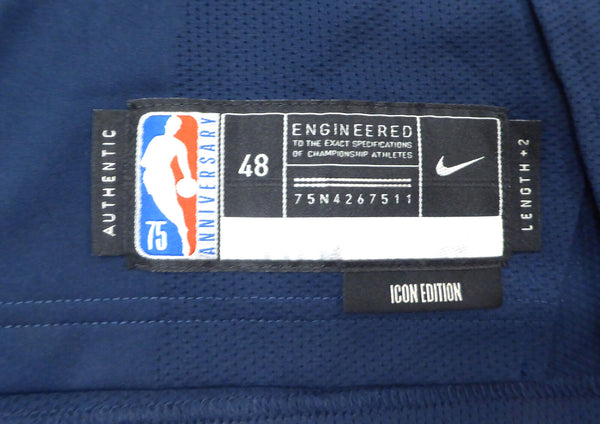 AUTHENTIC
75
ANNIVERSARY
48
ENGINEERED
TO THE EXACT SPECIFICATIONS
OF CHAMPIONSHIP ATHLETES
75N4267511
LENGTH +2
ICON EDITION